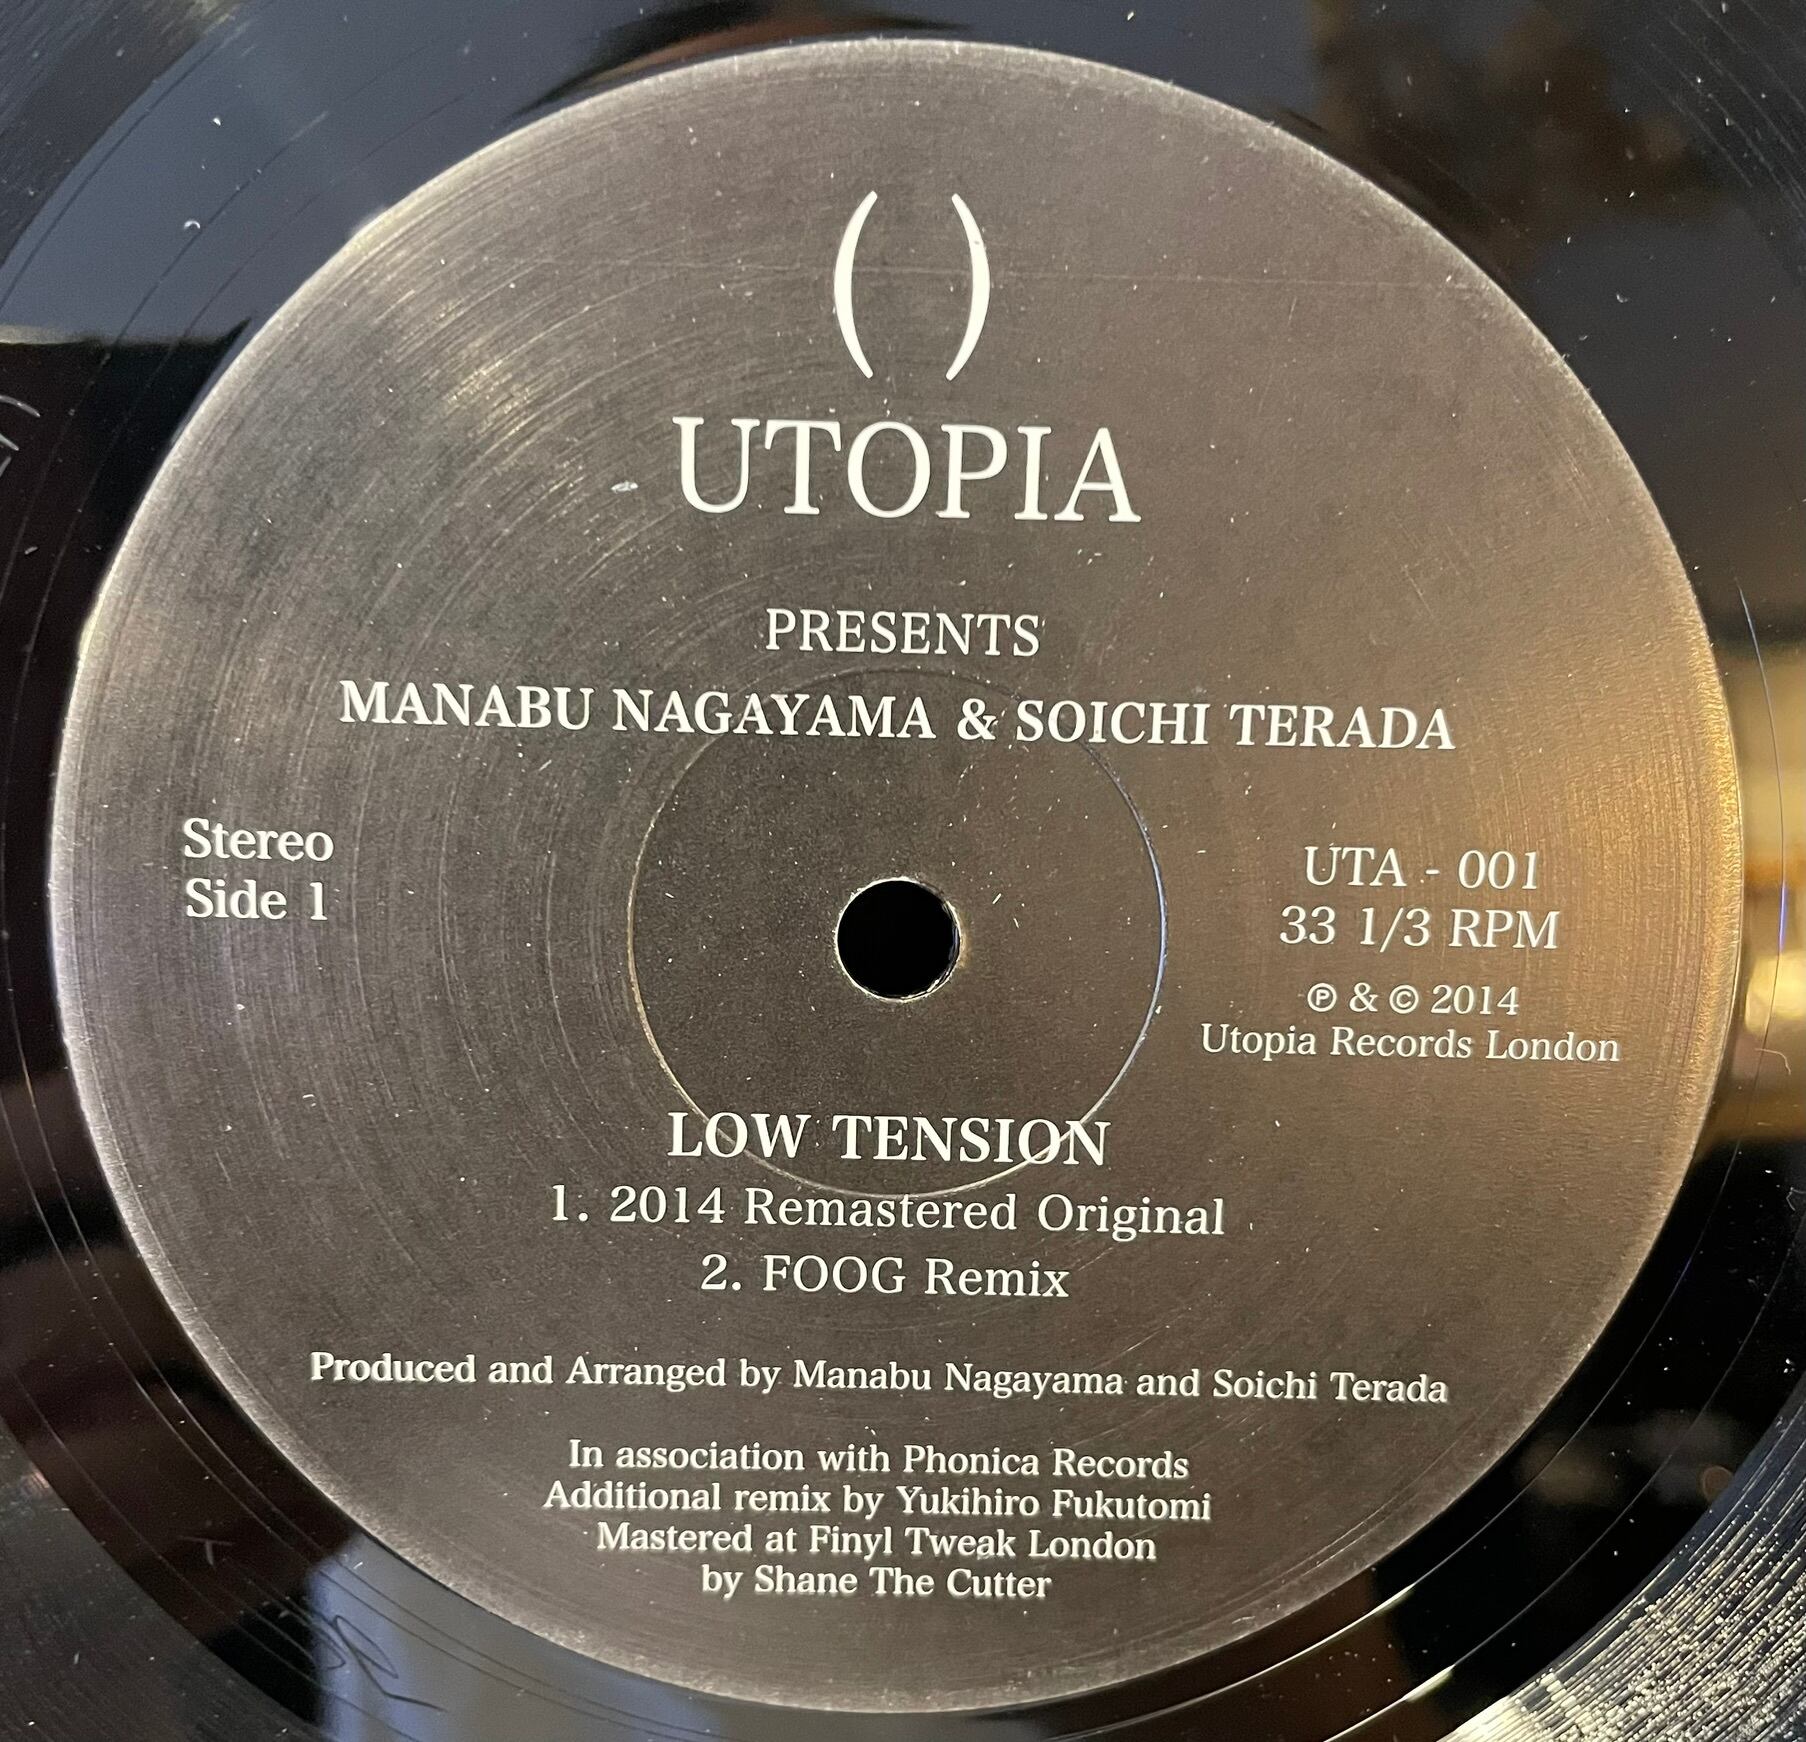 ( )
UTOPIA
PRESENTS
MANABU NAGAYAMA & SOICHI TERADA
Stereo
Side 1
UTA - 001
33 1/3 RPM
℗ & © 2014
Utopia Records London
LOW TENSION
1. 2014 Remastered Original
2. FOOG Remix
Produced and Arranged by Manabu Nagayama and Soichi Terada
In association with Phonica Records
Additional remix by Yukihiro Fukutomi
Mastered at Finyl Tweak London
by Shane The Cutter